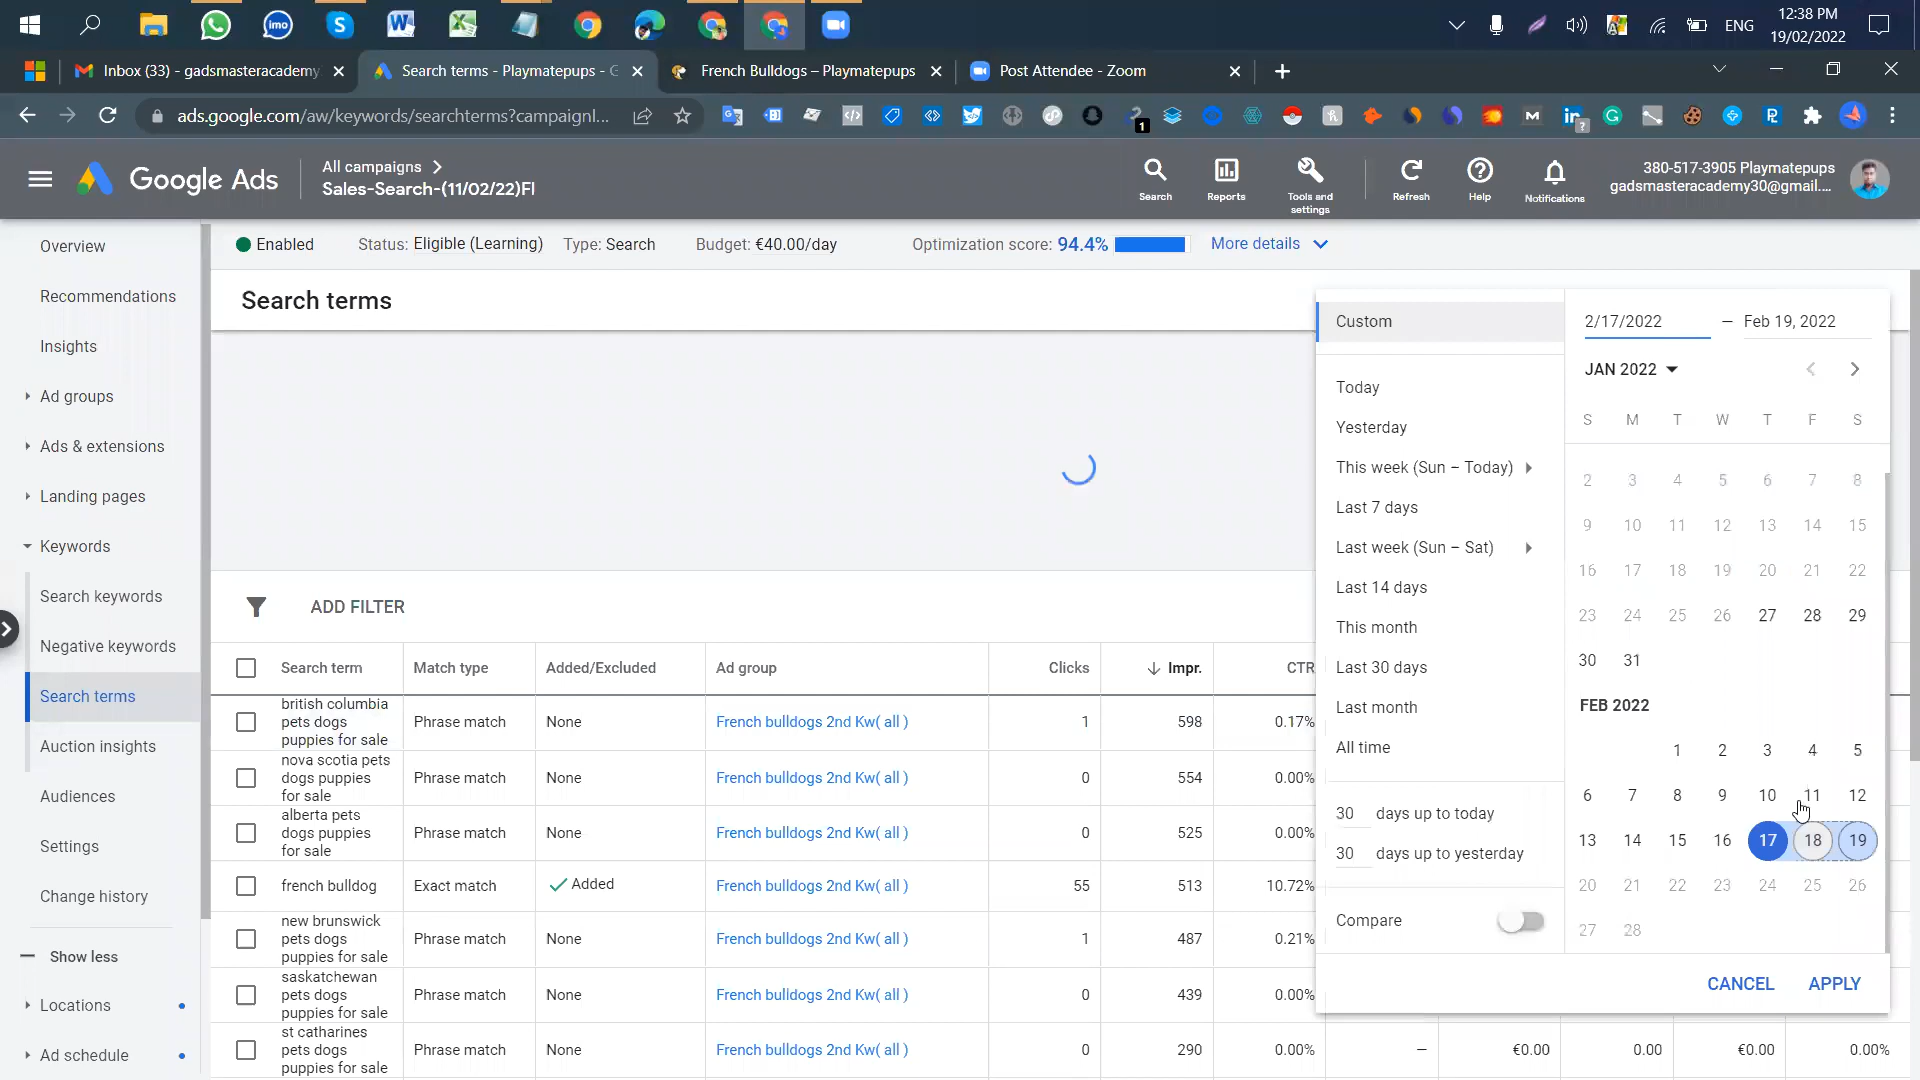 imo
S
W
X
ENG
12:38 PM
19/02/2022
Inbox (33) - gadsmasteracademy
Search terms - Playmatepups - G
French Bulldogs – Playmatepups
Post Attendee - Zoom
ads.google.com/aw/keywords/searchterms?campaignI...
1
Google Ads
All campaigns
Sales-Search-(11/02/22)FI
Search
Reports
Tools and
settings
Refresh
Help
Notifications
380-517-3905 Playmatepups
gadsmasteracademy30@gmail....
Enabled
Status: Eligible (Learning)
Type: Search
Budget: €40.00/day
Optimization score: 94.4%
More details
Overview
Recommendations
Insights
Ad groups
Ads & extensions
Landing pages
Keywords
Search keywords
Negative keywords
Search terms
Auction insights
Audiences
Settings
Change history
Show less
Locations
Ad schedule
Search terms
ADD FILTER
Search term Match type Added/Excluded Ad group Clicks Impr. CTR
british columbia
pets dogs
puppies for sale
Phrase match None French bulldogs 2nd Kw( all ) 1 598 0.17%
nova scotia pets
dogs puppies
for sale
Phrase match None French bulldogs 2nd Kw( all ) 0 554 0.00%
alberta pets
dogs puppies
for sale
Phrase match None French bulldogs 2nd Kw( all ) 0 525 0.00%
french bulldog Exact match Added French bulldogs 2nd Kw( all ) 55 513 10.72%
new brunswick
pets dogs
puppies for sale
Phrase match None French bulldogs 2nd Kw( all ) 1 487 0.21%
saskatchewan
pets dogs
puppies for sale
Phrase match None French bulldogs 2nd Kw( all ) 0 439 0.00%
st catharines
pets dogs
puppies for sale
Phrase match None French bulldogs 2nd Kw( all ) 0 290 0.00% — €0.00 0.00 €0.00 0.00%
Custom
Today
Yesterday
This week (Sun – Today)
Last 7 days
Last week (Sun – Sat)
Last 14 days
This month
Last 30 days
Last month
All time
30 days up to today
30 days up to yesterday
Compare
2/17/2022 – Feb 19, 2022
JAN 2022
S M T W T F S
2 3 4 5 6 7 8
9 10 11 12 13 14 15
16 17 18 19 20 21 22
23 24 25 26 27 28 29
30 31
FEB 2022
1 2 3 4 5
6 7 8 9 10 11 12
13 14 15 16 17 18 19
20 21 22 23 24 25 26
27 28
CANCEL APPLY